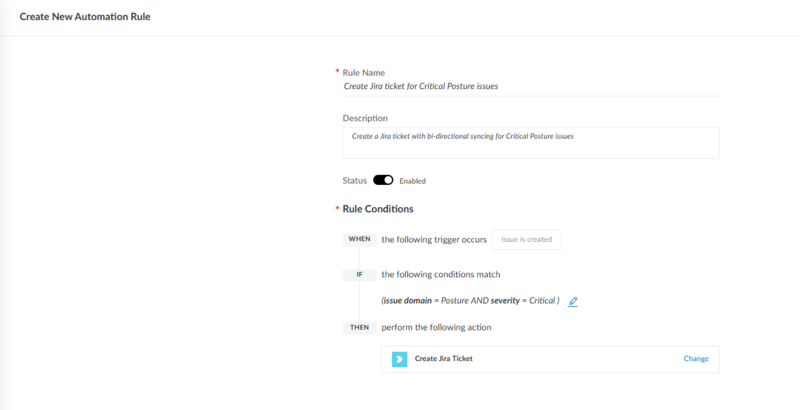 Create New Automation Rule
* Rule Name
Create Jira ticket for Critical Posture issues
Description
Create a Jira ticket with bi-directional syncing for Critical Posture issues
Status Enabled
* Rule Conditions
WHEN the following trigger occurs Issue is created
IF the following conditions match
(issue domain = Posture AND severity = Critical )
THEN perform the following action
Create Jira Ticket Change